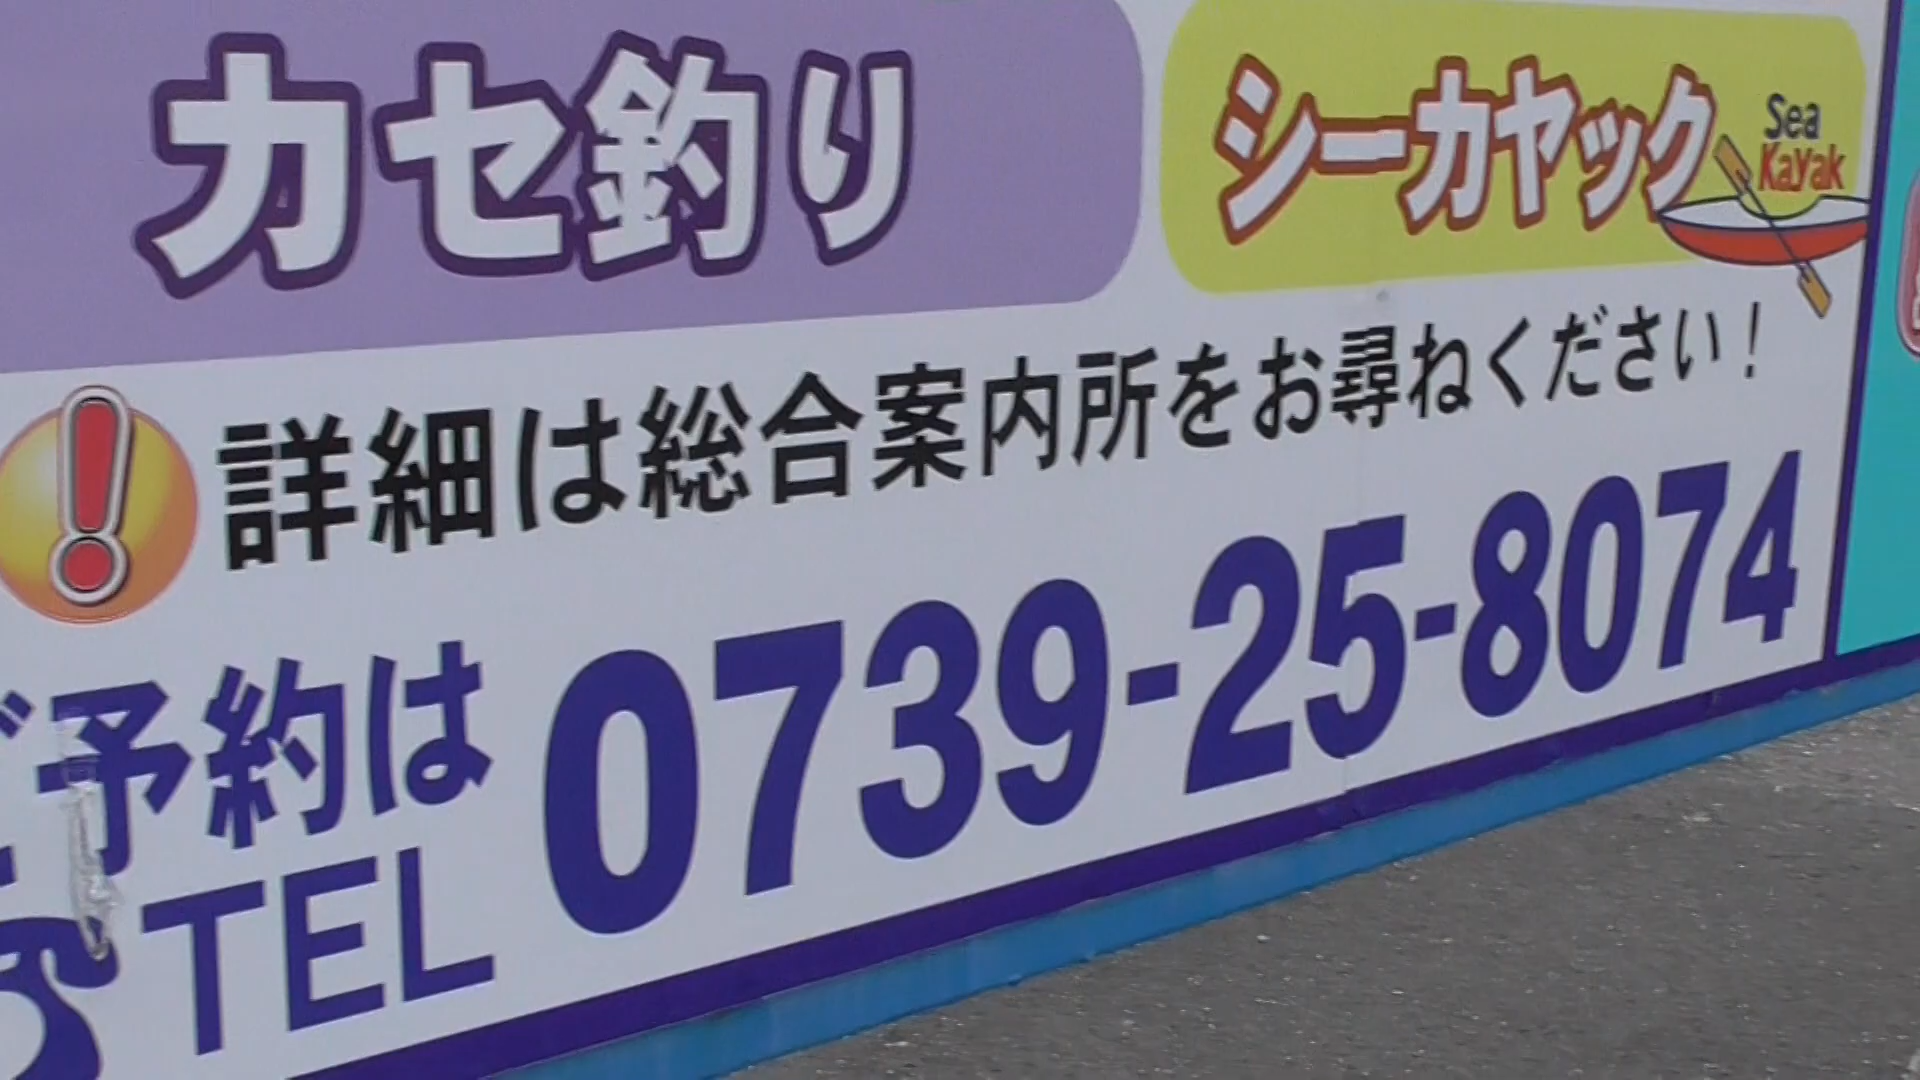 カセ釣り
シーカヤック
Sea
Kayak
詳細は総合案内所をお尋ねください!
ご予約は
TEL 0739-25-8074